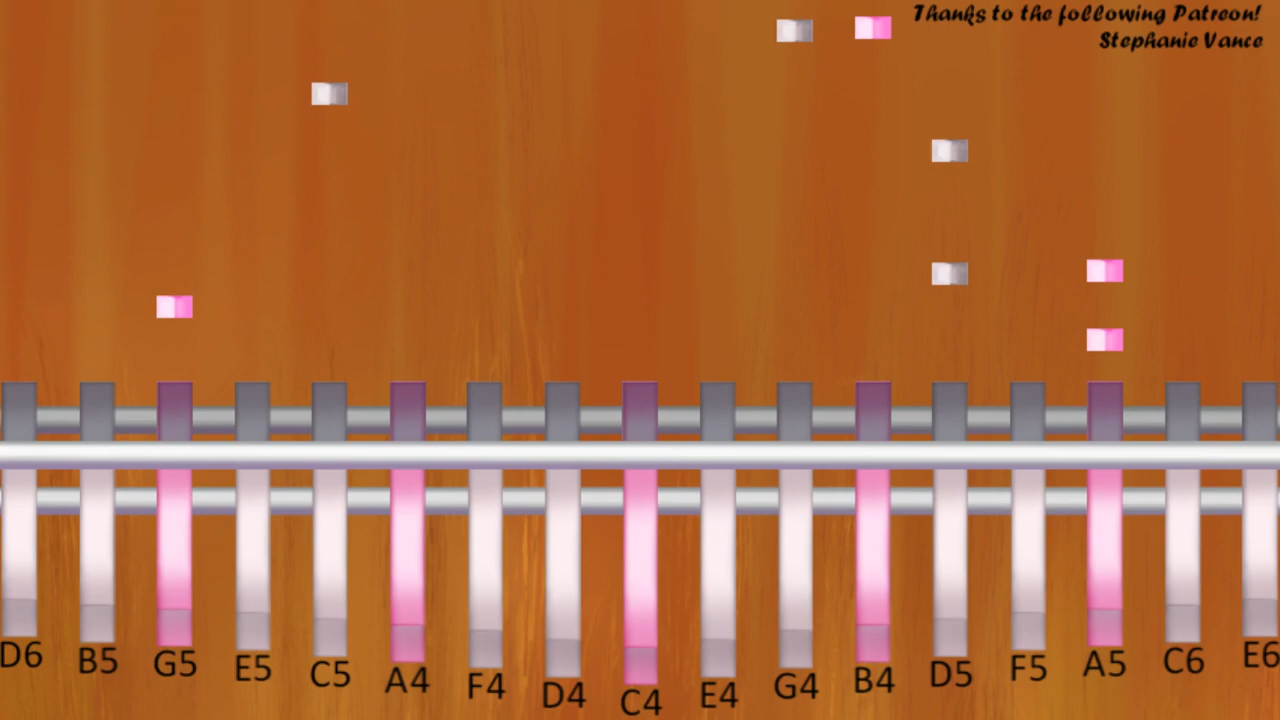 Thanks to the following Patreon!
Stephanie Vance
D6 B5 G5 E5 C5 A4 F4 D4 C4 E4 G4 B4 D5 F5 A5 C6 E6